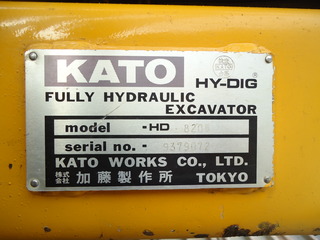 KATO HY-DIG ®
FULLY HYDRAULIC
EXCAVATOR
model -HD
serial no. -
KATO WORKS CO., LTD.
株式会社 加藤製作所 TOKYO